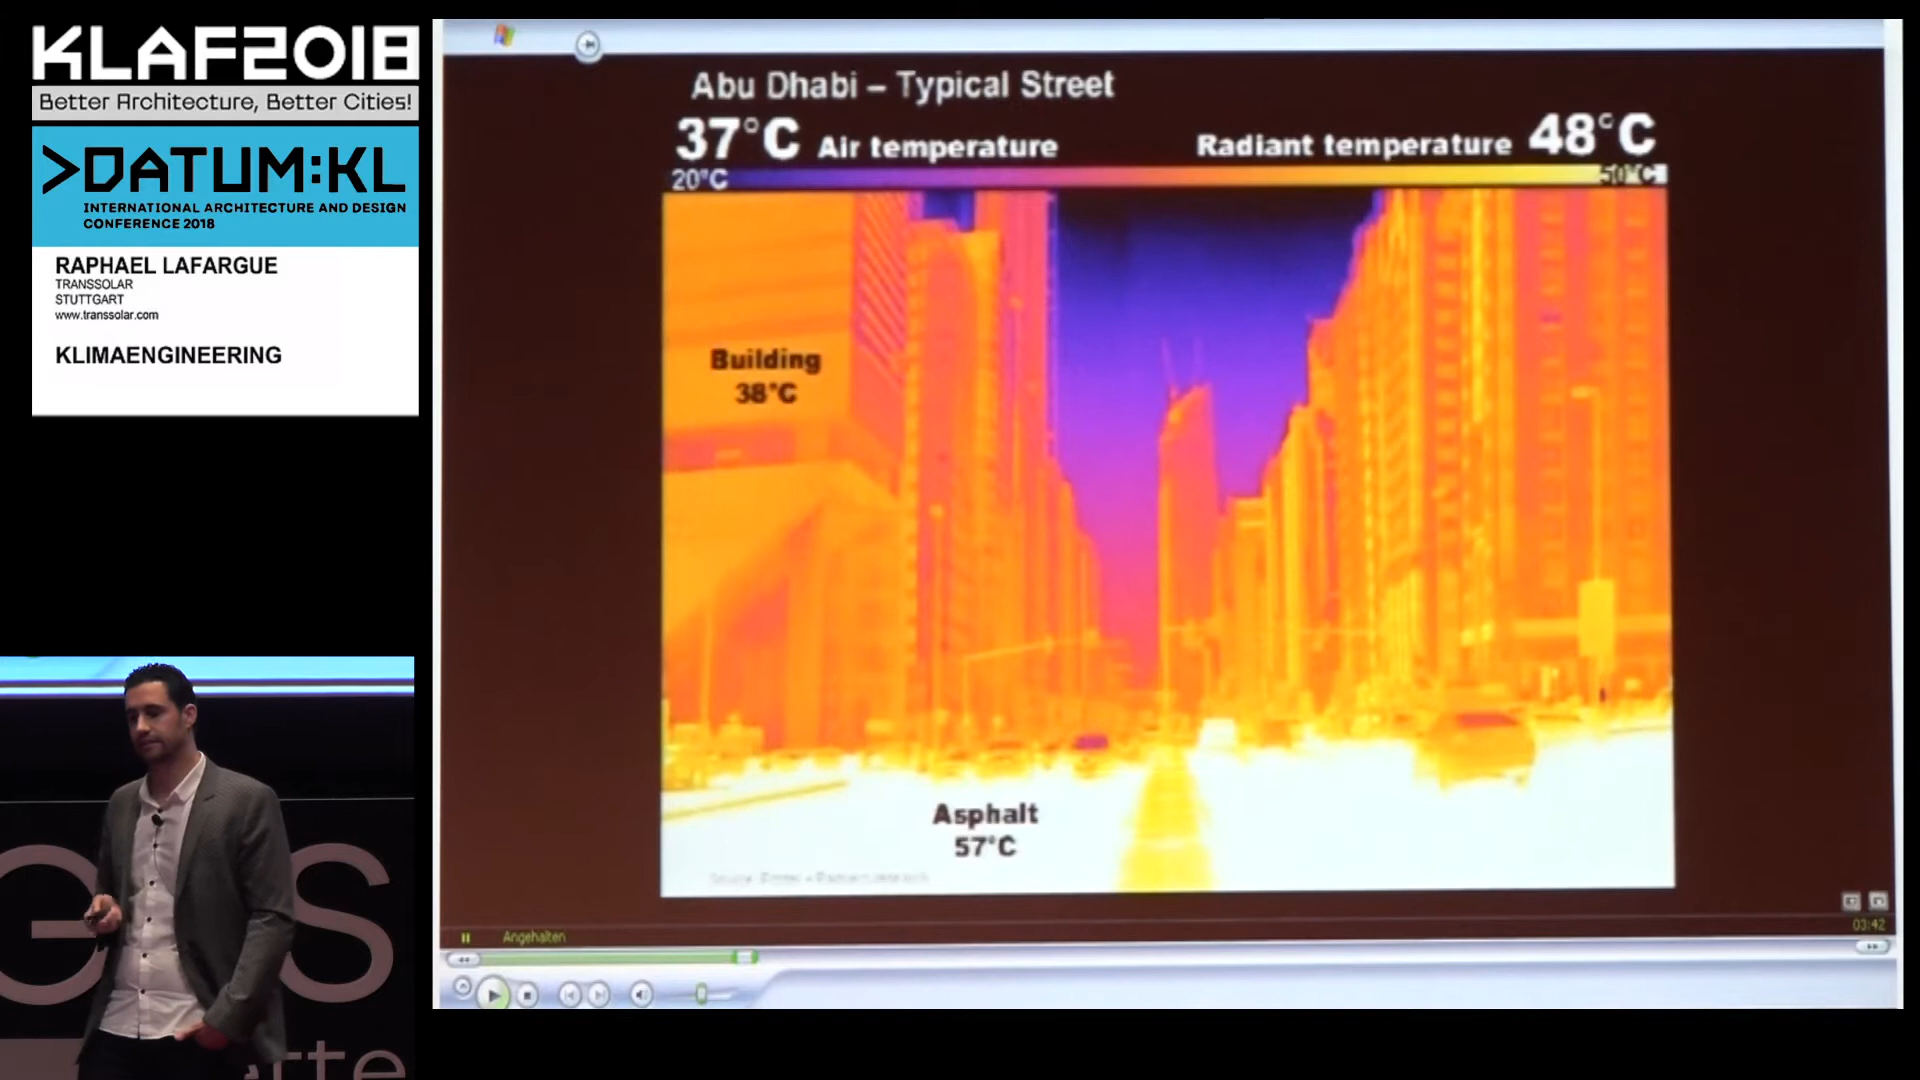 KLAF2018
Better Architecture, Better Cities!
>DATUM:KL
INTERNATIONAL ARCHITECTURE AND DESIGN
CONFERENCE 2018
RAPHAEL LAFARGUE
TRANSSOLAR
STUTTGART
www.transsolar.com
KLIMAENGINEERING
Abu Dhabi – Typical Street
37°C Air temperature
Radiant temperature 48°C
20°C
50°C
Building
38°C
Asphalt
57°C
Angehalten
03:42